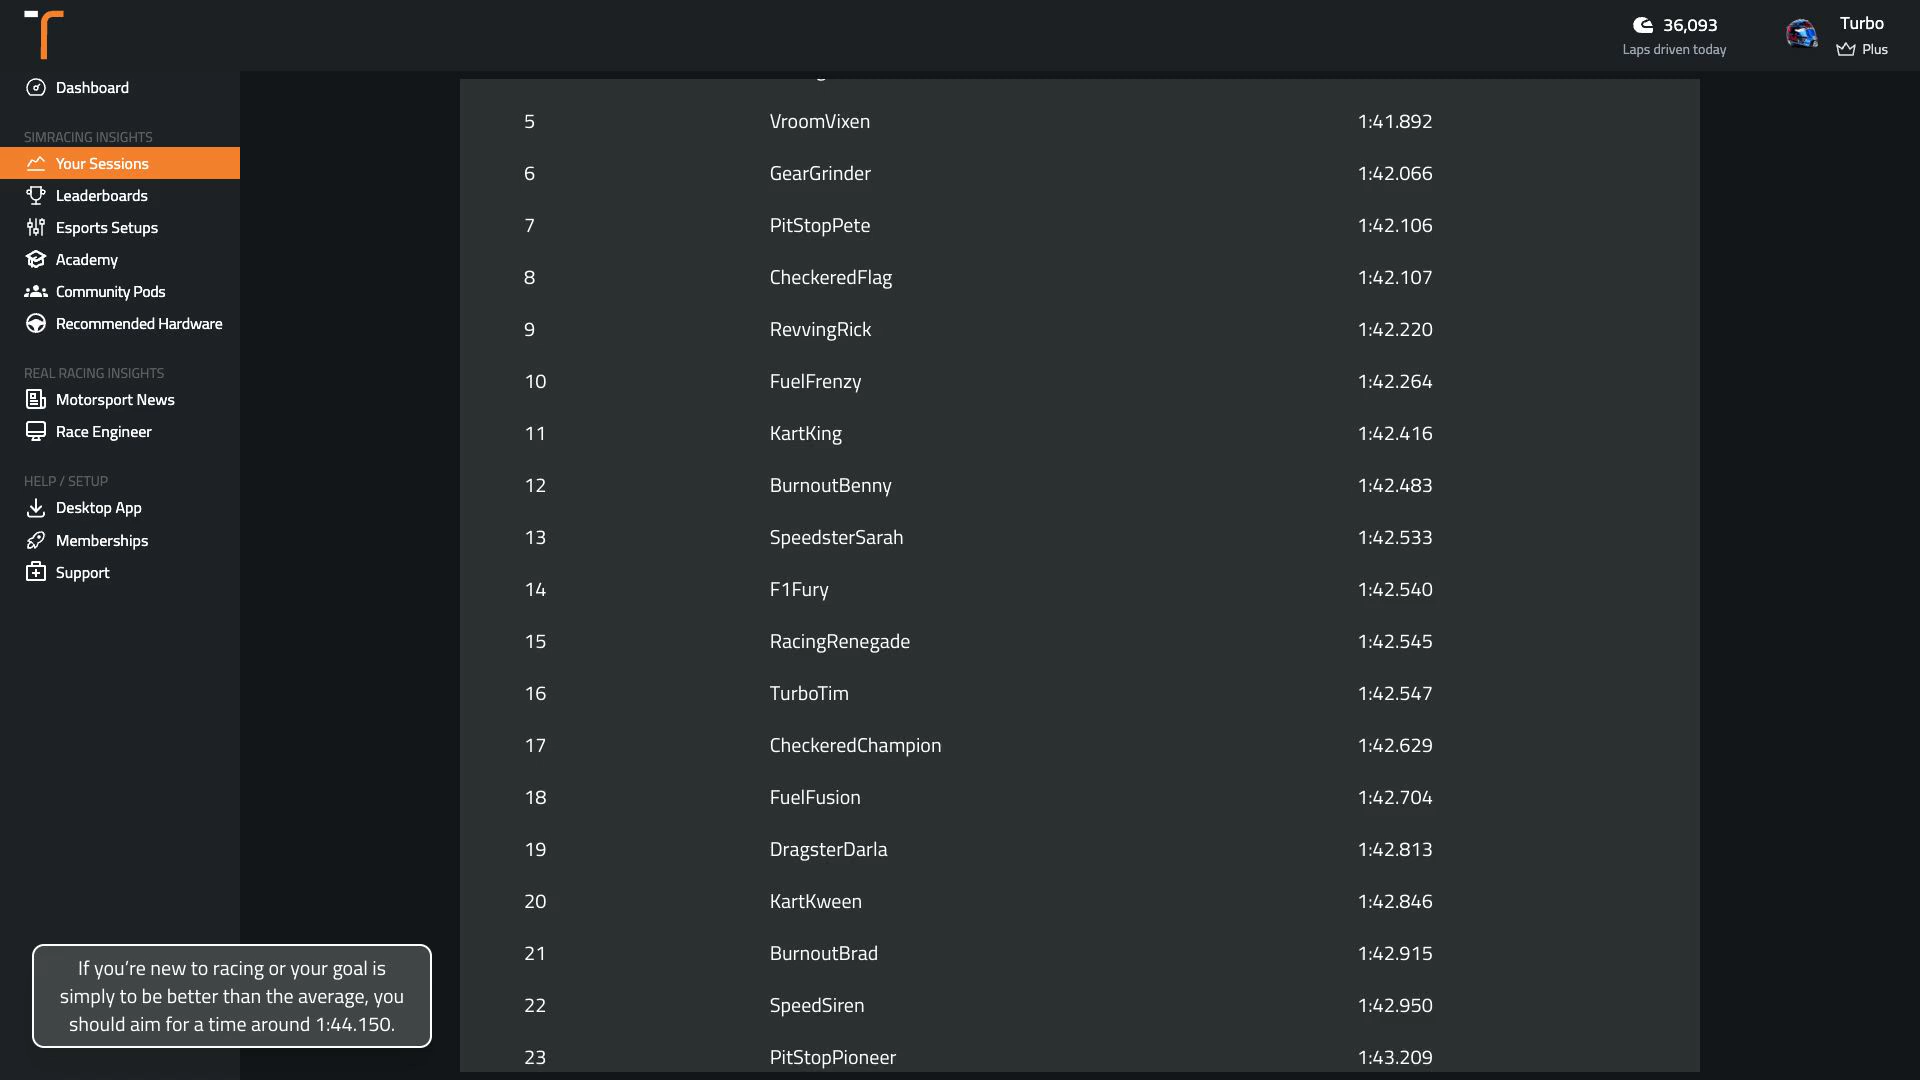 36,093
Laps driven today
Turbo
Plus
Dashboard
SIMRACING INSIGHTS
Your Sessions
Leaderboards
Esports Setups
Academy
Community Pods
Recommended Hardware
REAL RACING INSIGHTS
Motorsport News
Race Engineer
HELP / SETUP
Desktop App
Memberships
Support
5 VroomVixen 1:41.892
6 GearGrinder 1:42.066
7 PitStopPete 1:42.106
8 CheckeredFlag 1:42.107
9 RevvingRick 1:42.220
10 FuelFrenzy 1:42.264
11 KartKing 1:42.416
12 BurnoutBenny 1:42.483
13 SpeedsterSarah 1:42.533
14 F1Fury 1:42.540
15 RacingRenegade 1:42.545
16 TurboTim 1:42.547
17 CheckeredChampion 1:42.629
18 FuelFusion 1:42.704
19 DragsterDarla 1:42.813
20 KartKween 1:42.846
21 BurnoutBrad 1:42.915
22 SpeedSiren 1:42.950
23 PitStopPioneer 1:43.209
If you’re new to racing or your goal is
simply to be better than the average, you
should aim for a time around 1:44.150.